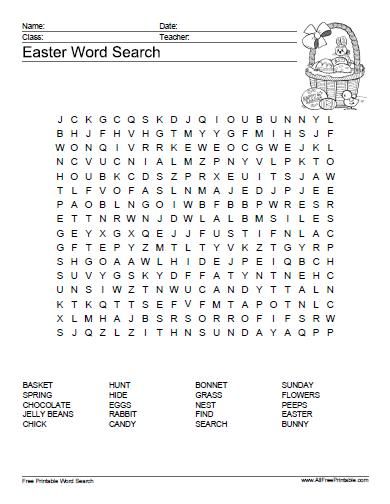 Name: Date:
Class: Teacher:
Easter Word Search
J C K G C Q S K D J Q I O U B U N N Y L
B H J F H V H G T M Y Y G F M I H S J F
W O N Q I V R R K E W E O C G W E J K L
N C V U C N I A L M Z P N Y V L P K T O
H O U B K C D S Z P R X E U I T S J A W
T L F V O F A S L N M A J E D J P J E E
P A O B L N G O I W B F B B P W R E S R
E T T N R W N J D W L A L B M S I L E S
G E Y X G X Q E J J F U S T I F N L A C
G F T E P Y Z M T L T Y V K Z T G Y R P
S H G O A A W L H I D E J P E I Q B C H
S U V Y G S K Y D F F A T Y N T N E H C
U N S I W Z T N W U C A N D Y T T A L N
K T K Q T T S E F V F M T A P O T N L C
X L M H A J B S R S O R R O F I F S R W
S J Q Z L Z I T H N S U N D A Y A Q P P
BASKET HUNT BONNET SUNDAY
SPRING HIDE GRASS FLOWERS
CHOCOLATE EGGS NEST PEEPS
JELLY BEANS RABBIT FIND EASTER
CHICK CANDY SEARCH BUNNY
Free Printable Word Search www.AllFreePrintable.com